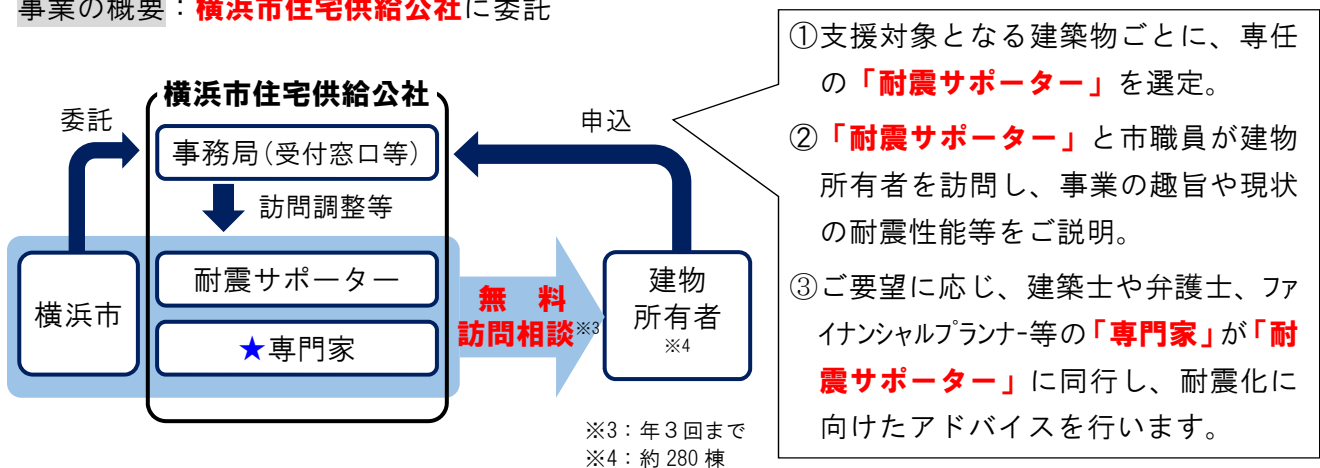 事業の概要：横浜市住宅供給公社に委託
横浜市住宅供給公社
委託
事務局(受付窓口等)
訪問調整等
申込
横浜市
耐震サポーター
★専門家
無 料
訪問相談※3
建物
所有者
※4
※3：年３回まで
※4：約 280 棟
①支援対象となる建築物ごとに、専任
の「耐震サポーター」を選定。
②「耐震サポーター」と市職員が建物
所有者を訪問し、事業の趣旨や現状
の耐震性能等をご説明。
③ご要望に応じ、建築士や弁護士、ファ
イナンシャルプランナｰ等の「専門家」が「耐
震サポーター」に同行し、耐震化に
向けたアドバイスを行います。